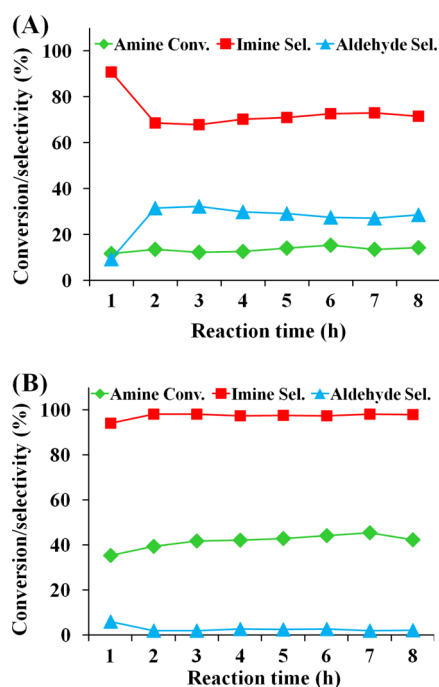 (A)
Amine Conv. Imine Sel. Aldehyde Sel.
Conversion/selectivity (%)
100
80
60
40
20
0
1 2 3 4 5 6 7 8
Reaction time (h)
(B)
Amine Conv. Imine Sel. Aldehyde Sel.
Conversion/selectivity (%)
100
80
60
40
20
0
1 2 3 4 5 6 7 8
Reaction time (h)